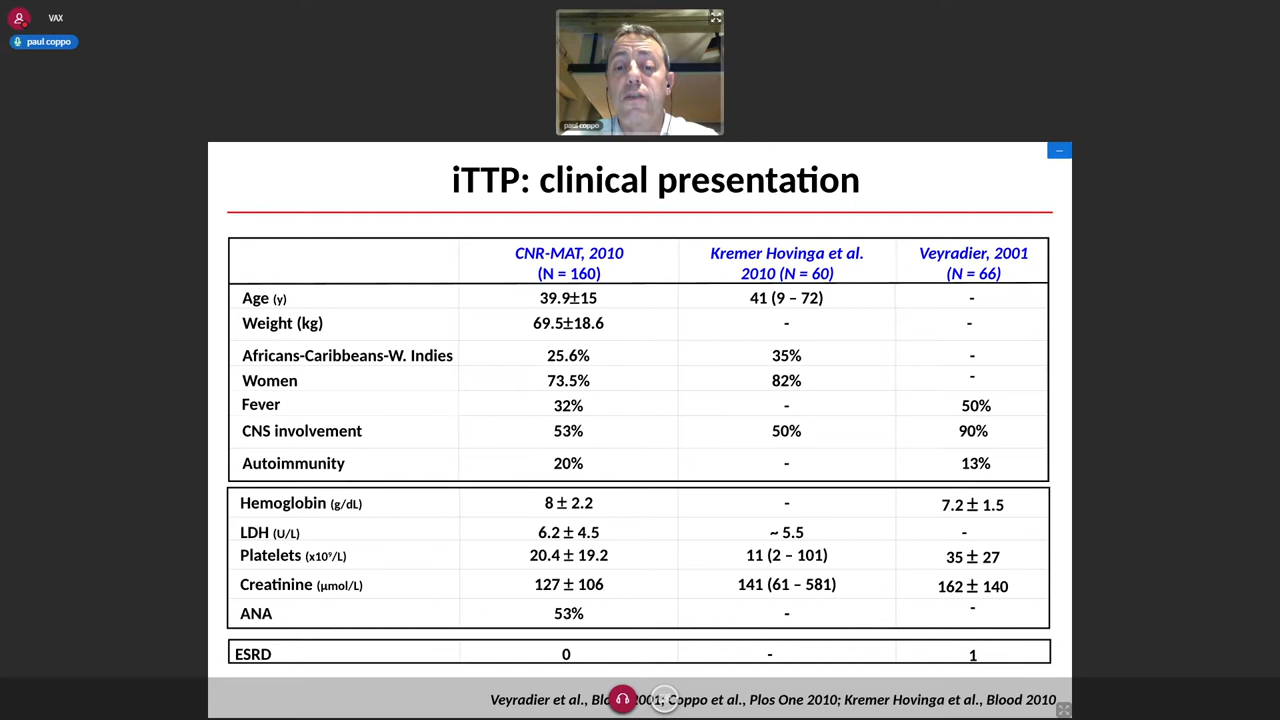 VAX
paul coppo
paul coppo
iTTP: clinical presentation
CNR-MAT, 2010 (N = 160) Kremer Hovinga et al. 2010 (N = 60) Veyradier, 2001 (N = 66)
Age (y) 39.9±15 41 (9 – 72) -
Weight (kg) 69.5±18.6 - -
Africans-Caribbeans-W. Indies 25.6% 35% -
Women 73.5% 82% -
Fever 32% - 50%
CNS involvement 53% 50% 90%
Autoimmunity 20% - 13%
Hemoglobin (g/dL) 8 ± 2.2 - 7.2 ± 1.5
LDH (U/L) 6.2 ± 4.5 ~ 5.5 -
Platelets (x10⁹/L) 20.4 ± 19.2 11 (2 – 101) 35 ± 27
Creatinine (µmol/L) 127 ± 106 141 (61 – 581) 162 ± 140
ANA 53% - -
ESRD 0 - 1
Veyradier et al., 2001; Coppo et al., Plos One 2010; Kremer Hovinga et al., Blood 2010